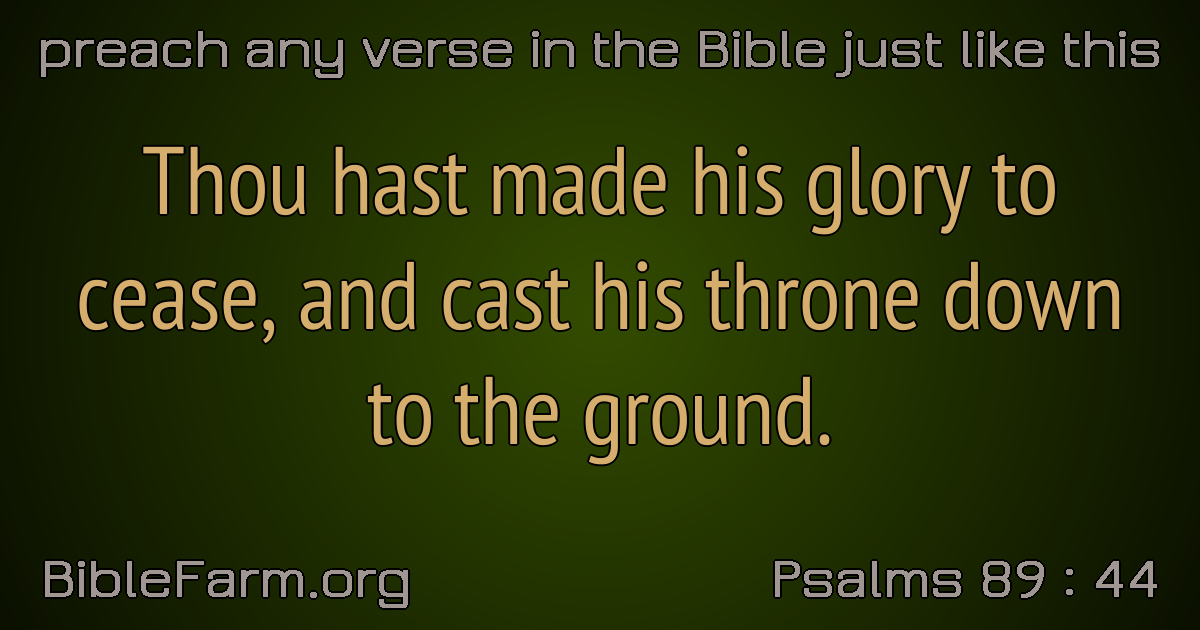 preach any verse in the Bible just like this
Thou hast made his glory to
cease, and cast his throne down
to the ground.
BibleFarm.org
Psalms 89 : 44